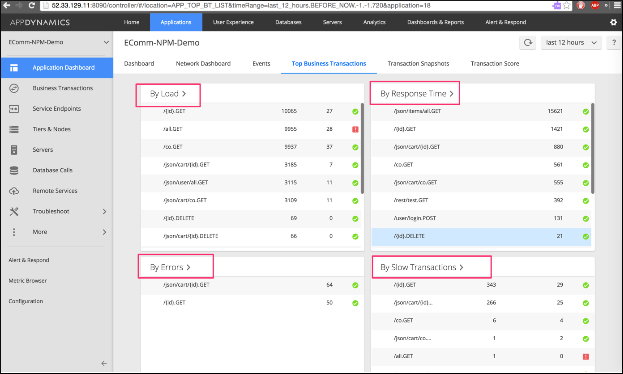 52.33.129.11:8090/controller/#/location=APP_TOP_BT_LIST&timeRange=last_12_hours.BEFORE_NOW.-1.-1.720&application=18
APPDYNAMICS Home Applications User Experience Databases Servers Analytics Dashboards & Reports Alert & Respond
EComm-NPM-Demo
EComm-NPM-Demo last 12 hours ?
Dashboard Network Dashboard Events Top Business Transactions Transaction Snapshots Transaction Score
Application Dashboard
Business Transactions
Service Endpoints
Tiers & Nodes
Servers
Database Calls
Remote Services
Troubleshoot
More
Alert & Respond
Metric Browser
Configuration
By Load
/{id}.GET 10065 27
/all.GET 9955 28
/co.GET 9937 37
/json/cart/{id}.GET 3185 7
/json/user/all.GET 3115 11
/json/cart/co.GET 3109 11
/{id}.DELETE 69 0
/json/cart/{id}.DELETE 66 0
By Response Time
/json/items/all.GET 15621
/{id}.GET 1421
/json/cart/{id}.GET 880
/co.GET 561
/json/cart/co.GET 555
/rest/test.GET 392
/user/login.POST 131
/{id}.DELETE 21
By Errors
/json/cart/{id}.GET 64
/{id}.GET 50
By Slow Transactions
/{id}.GET 343 29
/json/cart/{id}... 266 25
/co.GET 6 4
/json/cart/co.... 1 2
/all.GET 1 0